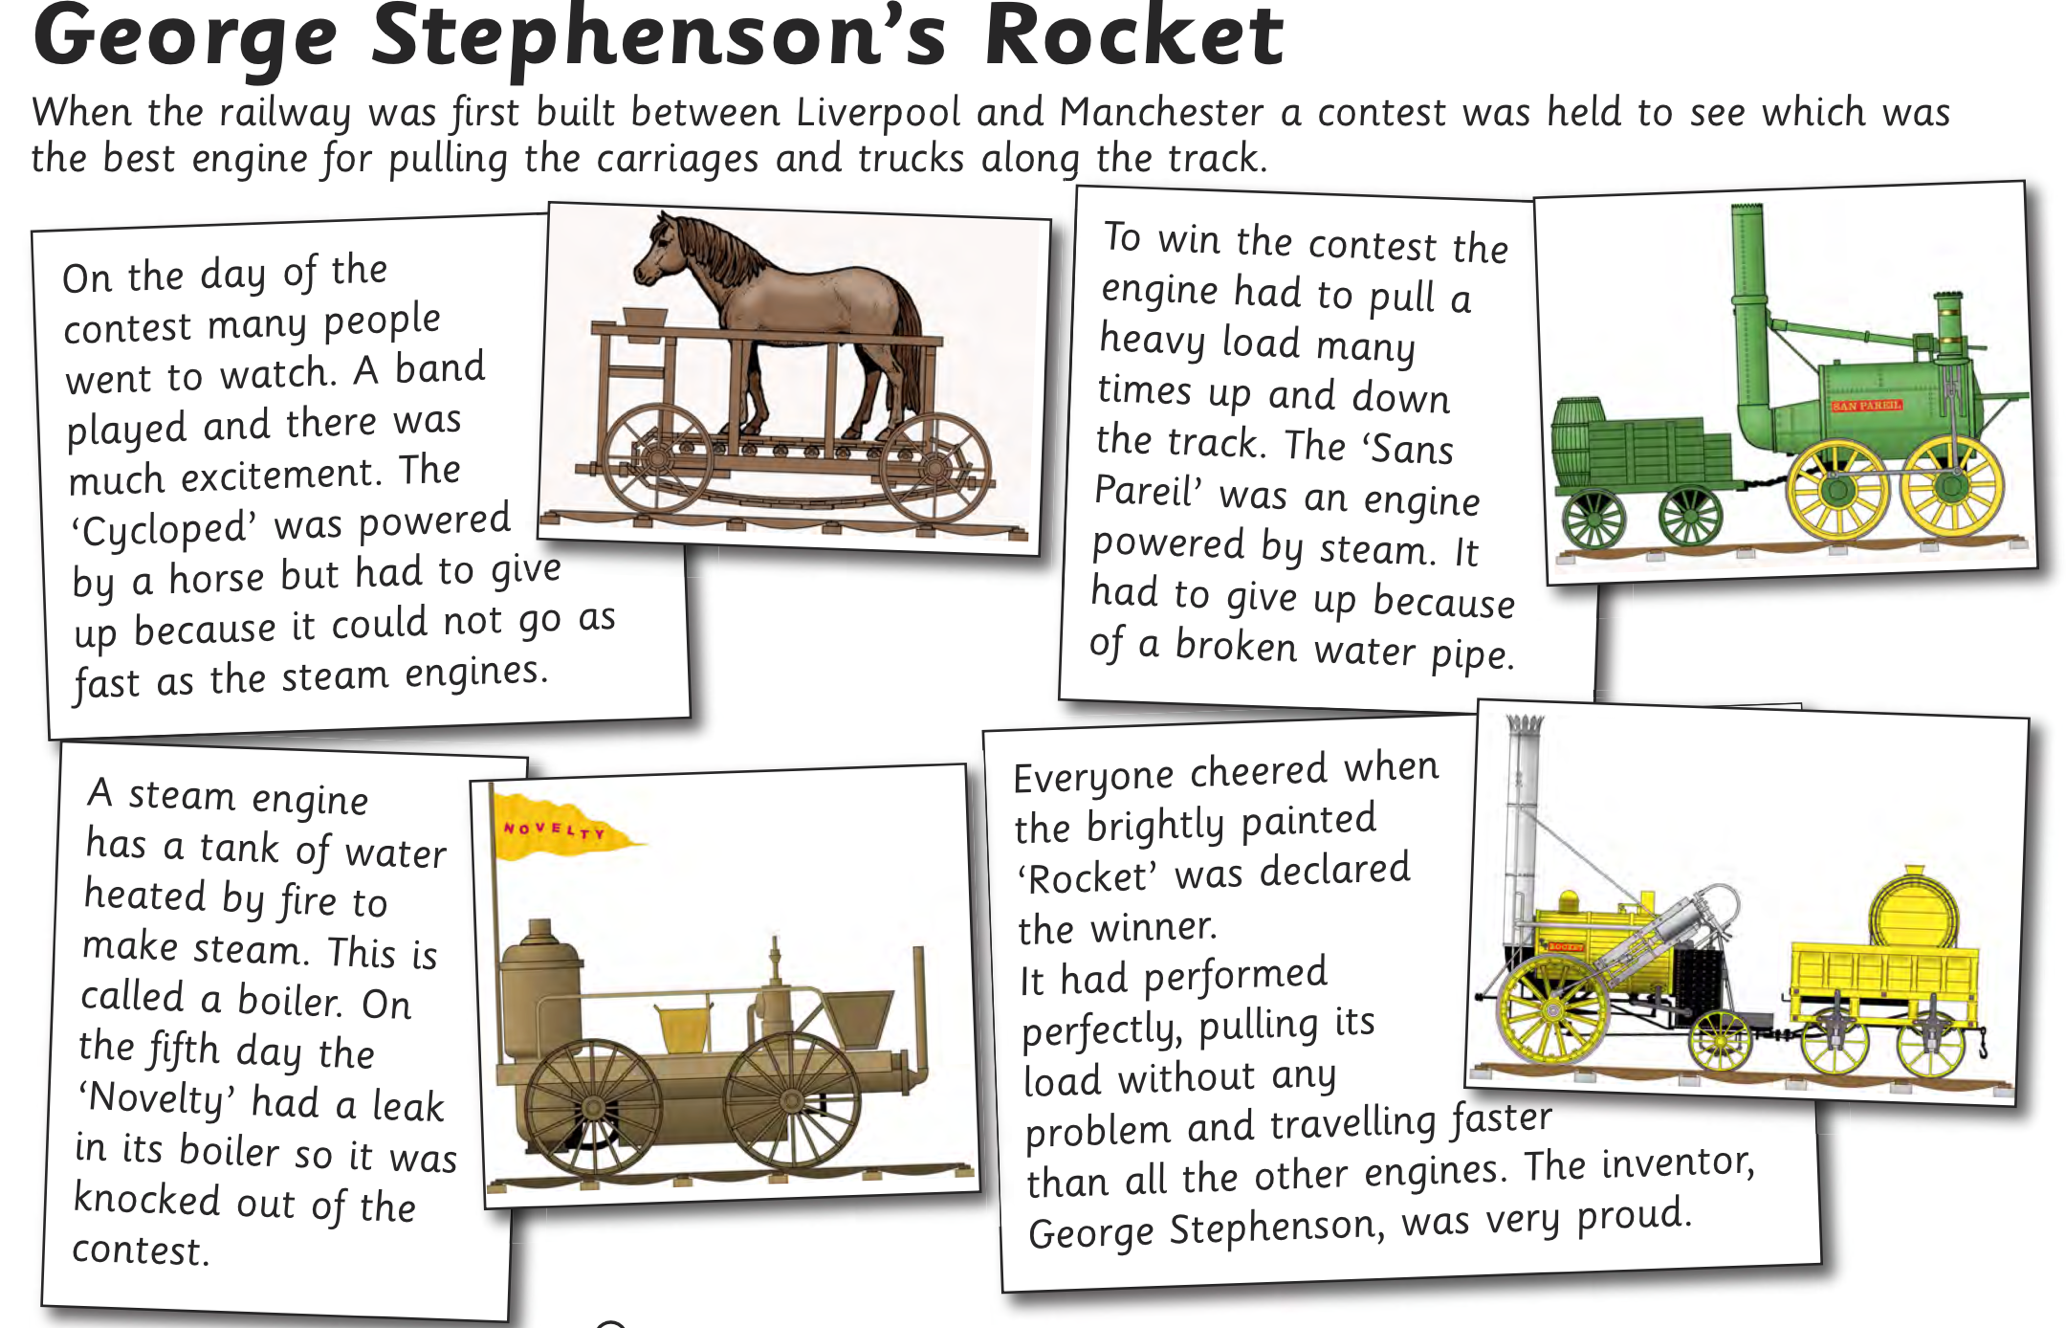 George Stephenson's Rocket
When the railway was first built between Liverpool and Manchester a contest was held to see which was
the best engine for pulling the carriages and trucks along the track.
On the day of the
contest many people
went to watch. A band
played and there was
much excitement. The
'Cycloped' was powered
by a horse but had to give
up because it could not go as
fast as the steam engines.
To win the contest the
engine had to pull a
heavy load many
times up and down
the track. The 'Sans
Pareil' was an engine
powered by steam. It
had to give up because
of a broken water pipe.
SAN PAREIL
A steam engine
has a tank of water
heated by fire to
make steam. This is
called a boiler. On
the fifth day the
'Novelty' had a leak
in its boiler so it was
knocked out of the
contest.
NOVELTY
Everyone cheered when
the brightly painted
'Rocket' was declared
the winner.
It had performed
perfectly, pulling its
load without any
problem and travelling faster
than all the other engines. The inventor,
George Stephenson, was very proud.
ROCKET